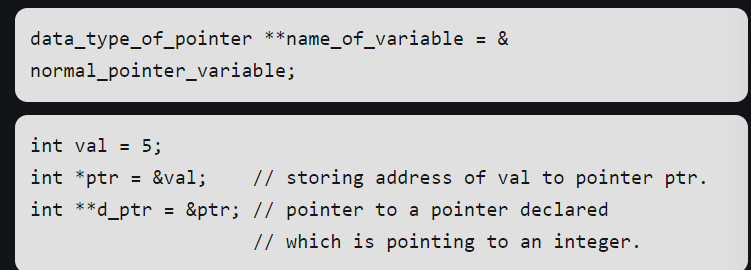 data_type_of_pointer **name_of_variable = &
normal_pointer_variable;
int val = 5;
int *ptr = &val;    // storing address of val to pointer ptr.
int **d_ptr = &ptr; // pointer to a pointer declared
                    // which is pointing to an integer.